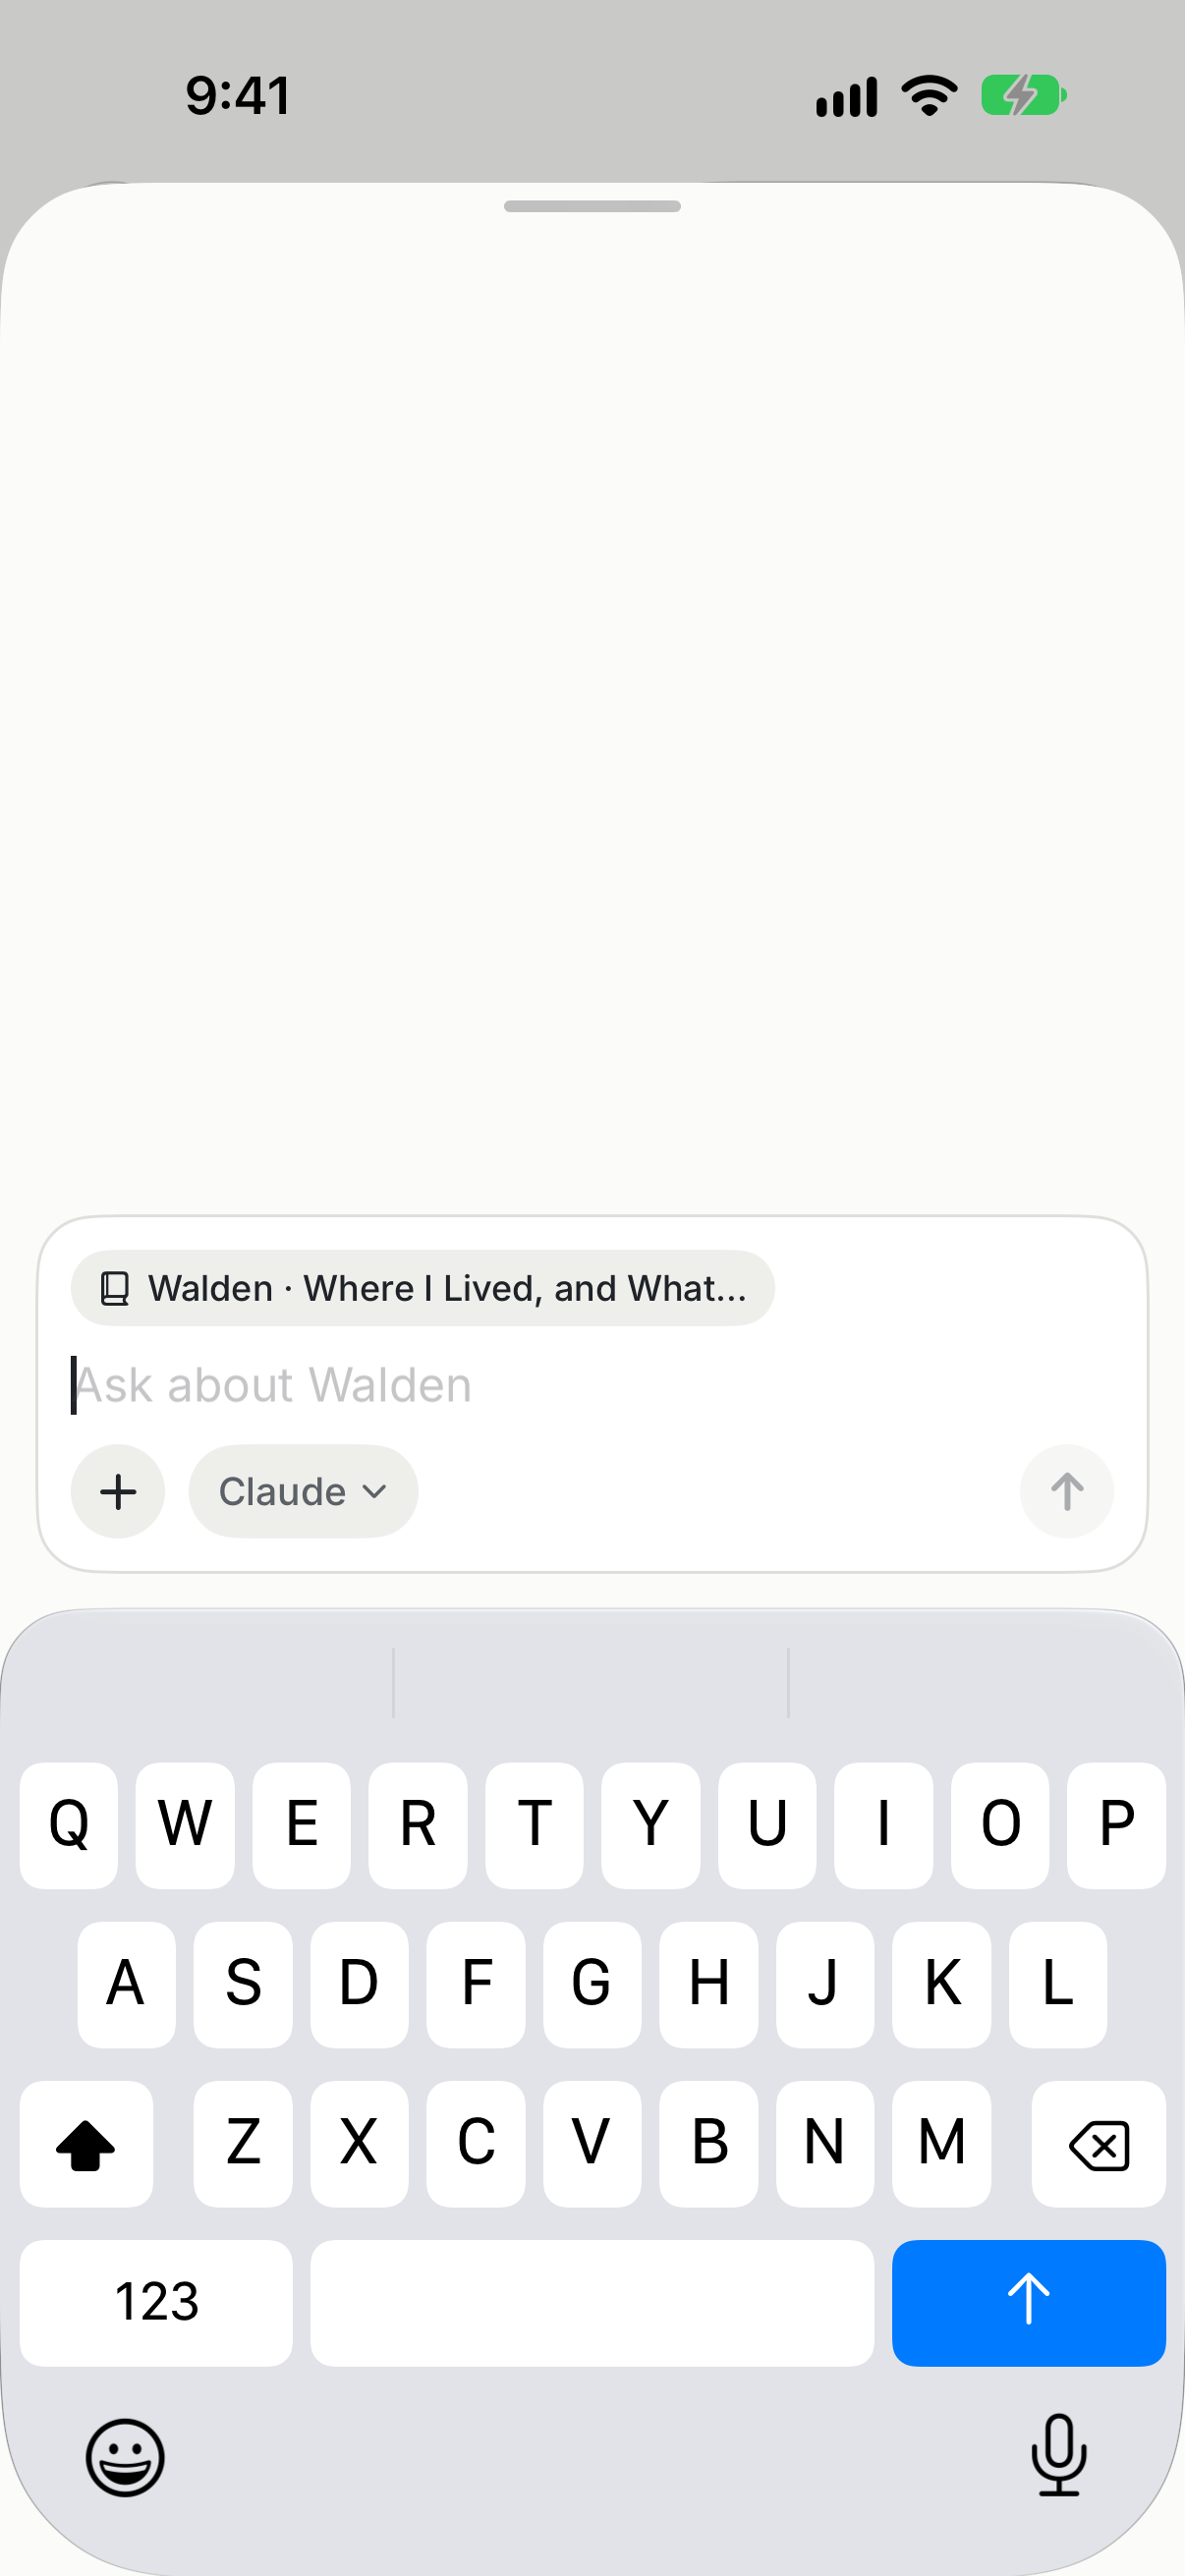 9:41
Walden · Where I Lived, and What...
Ask about Walden
Claude
Q W E R T Y U I O P
A S D F G H J K L
Z X C V B N M
123